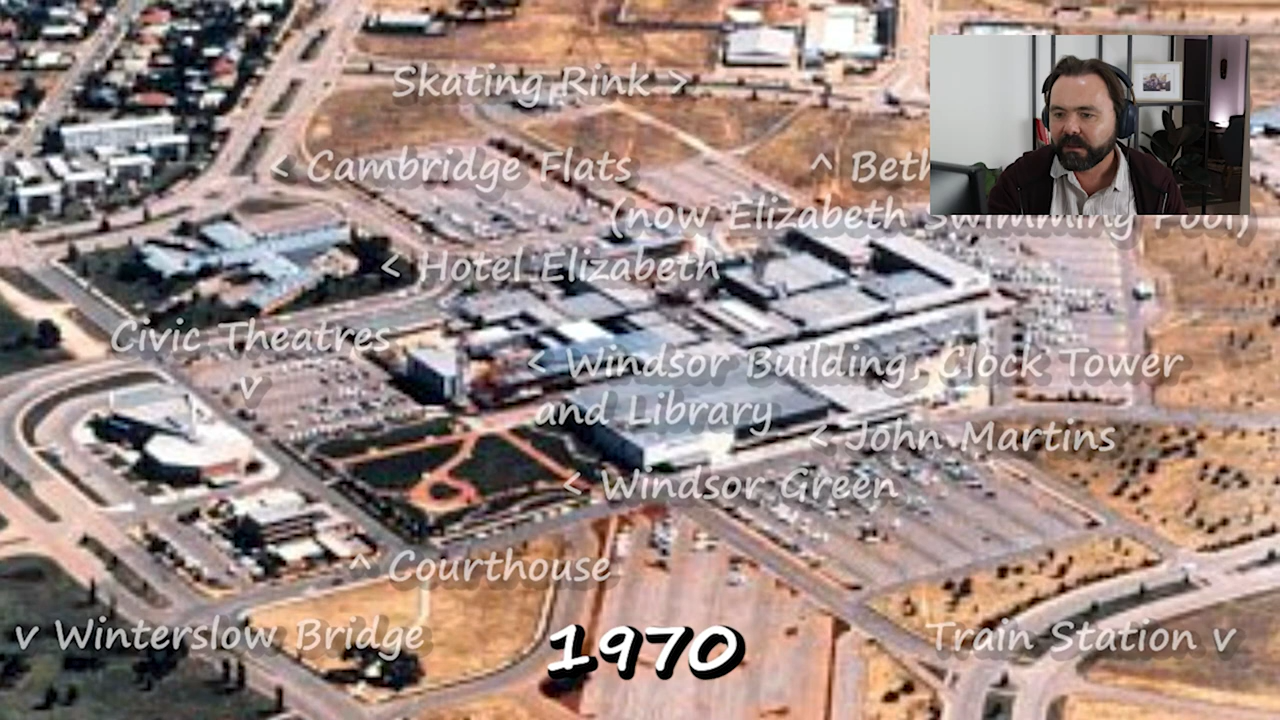 Skating Rink >
< Cambridge Flats
^ Beth
(now Elizabeth Swimming Pool)
< Hotel Elizabeth
Civic Theatres
v
< Windsor Building, Clock Tower
and Library
< John Martins
< Windsor Green
^ Courthouse
v Winterslow Bridge
1970
Train Station v